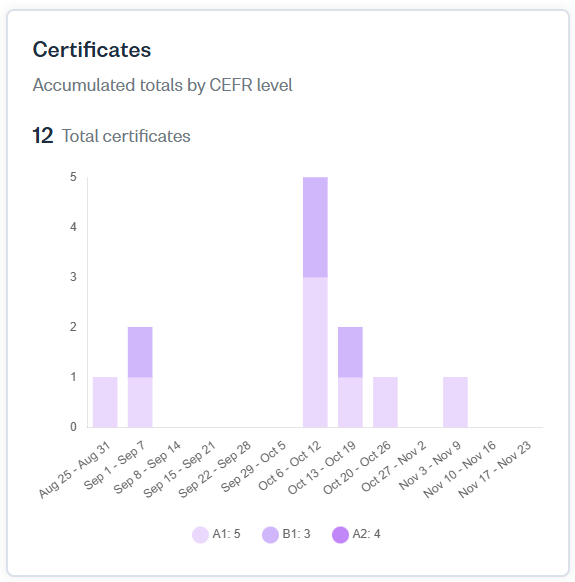 Certificates
Accumulated totals by CEFR level
12 Total certificates
5
4
3
2
1
0
Aug 25 - Aug 31
Sep 1 - Sep 7
Sep 8 - Sep 14
Sep 15 - Sep 21
Sep 22 - Sep 28
Sep 29 - Oct 5
Oct 6 - Oct 12
Oct 13 - Oct 19
Oct 20 - Oct 26
Oct 27 - Nov 2
Nov 3 - Nov 9
Nov 10 - Nov 16
Nov 17 - Nov 23
A1: 5 B1: 3 A2: 4